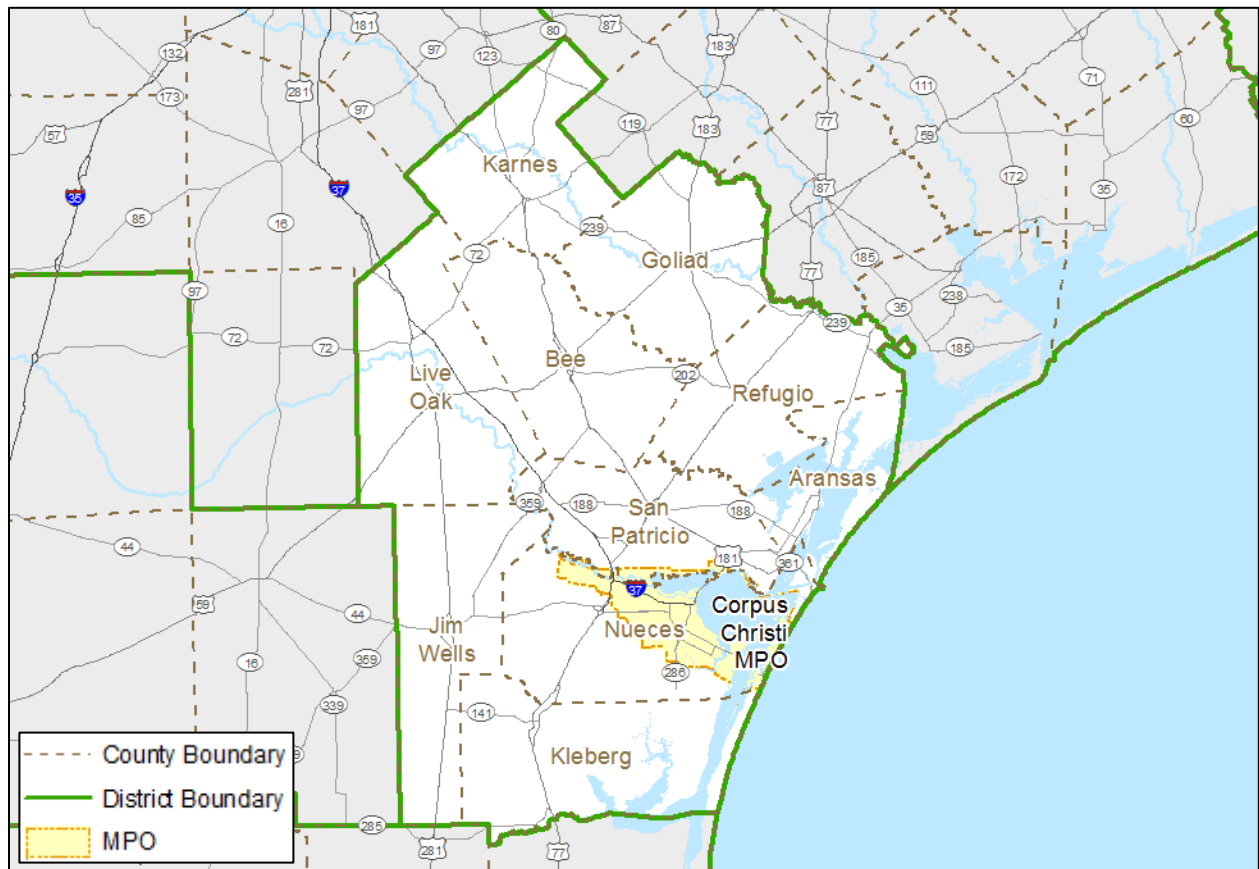 181
80
87
132
97
123
183
71
173
281
97
111
60
57
119
183
77
59
Karnes
35
37
87
172
35
85
16
239
72
Goliad
77
185
97
35
238
239
185
72
72
Bee
Live
Oak
202
Refugio
Aransas
359
188
San
Patricio
188
44
181
361
37
Corpus
Christi
MPO
59
44
Jim
Wells
Nueces
16
359
286
339
141
Kleberg
County Boundary
9
District Boundary
MPO
285
281
77